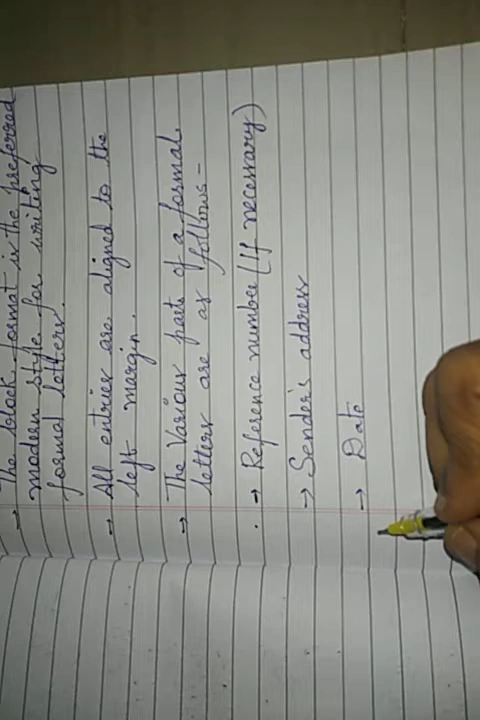 → The block format is the preferred
modern style for writing
formal letters.
→ All entries are aligned to the
left margin.
→ The Various parts of a formal
letters are as follows-
. → Reference number (If necessary)
→ Sender's address
→ Date